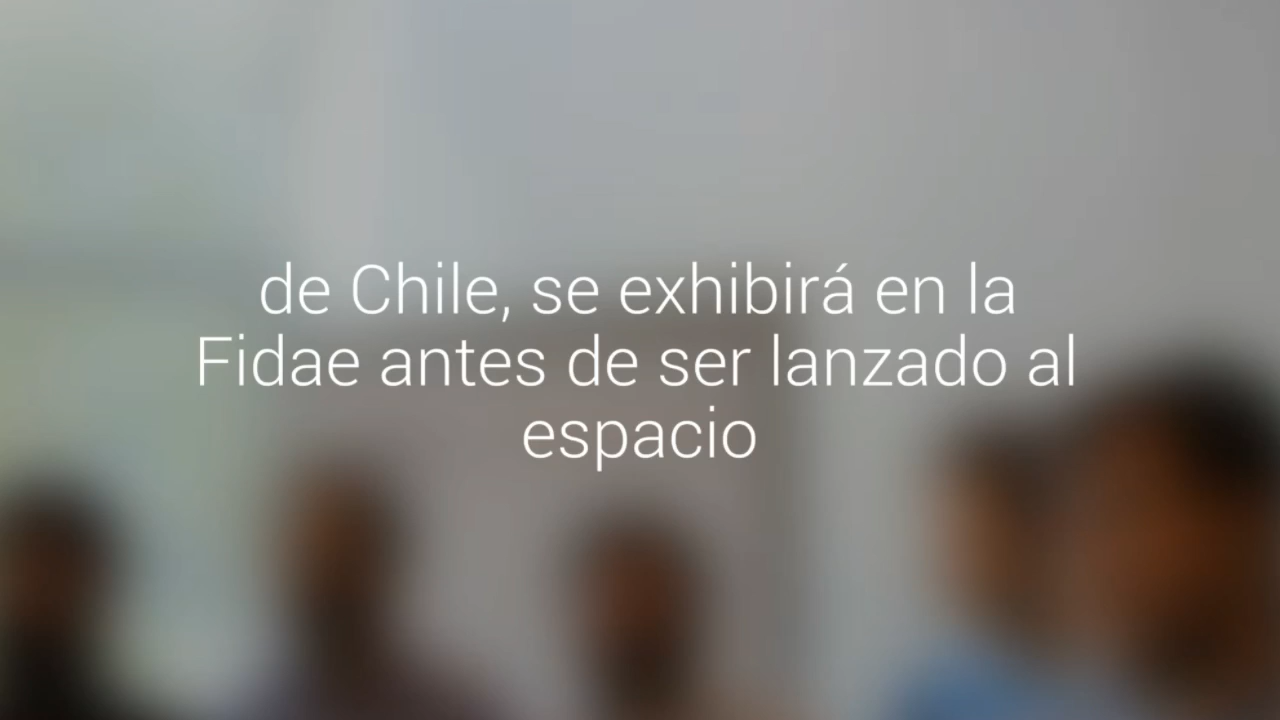 de Chile, se exhibirá en la
Fidae antes de ser lanzado al
espacio